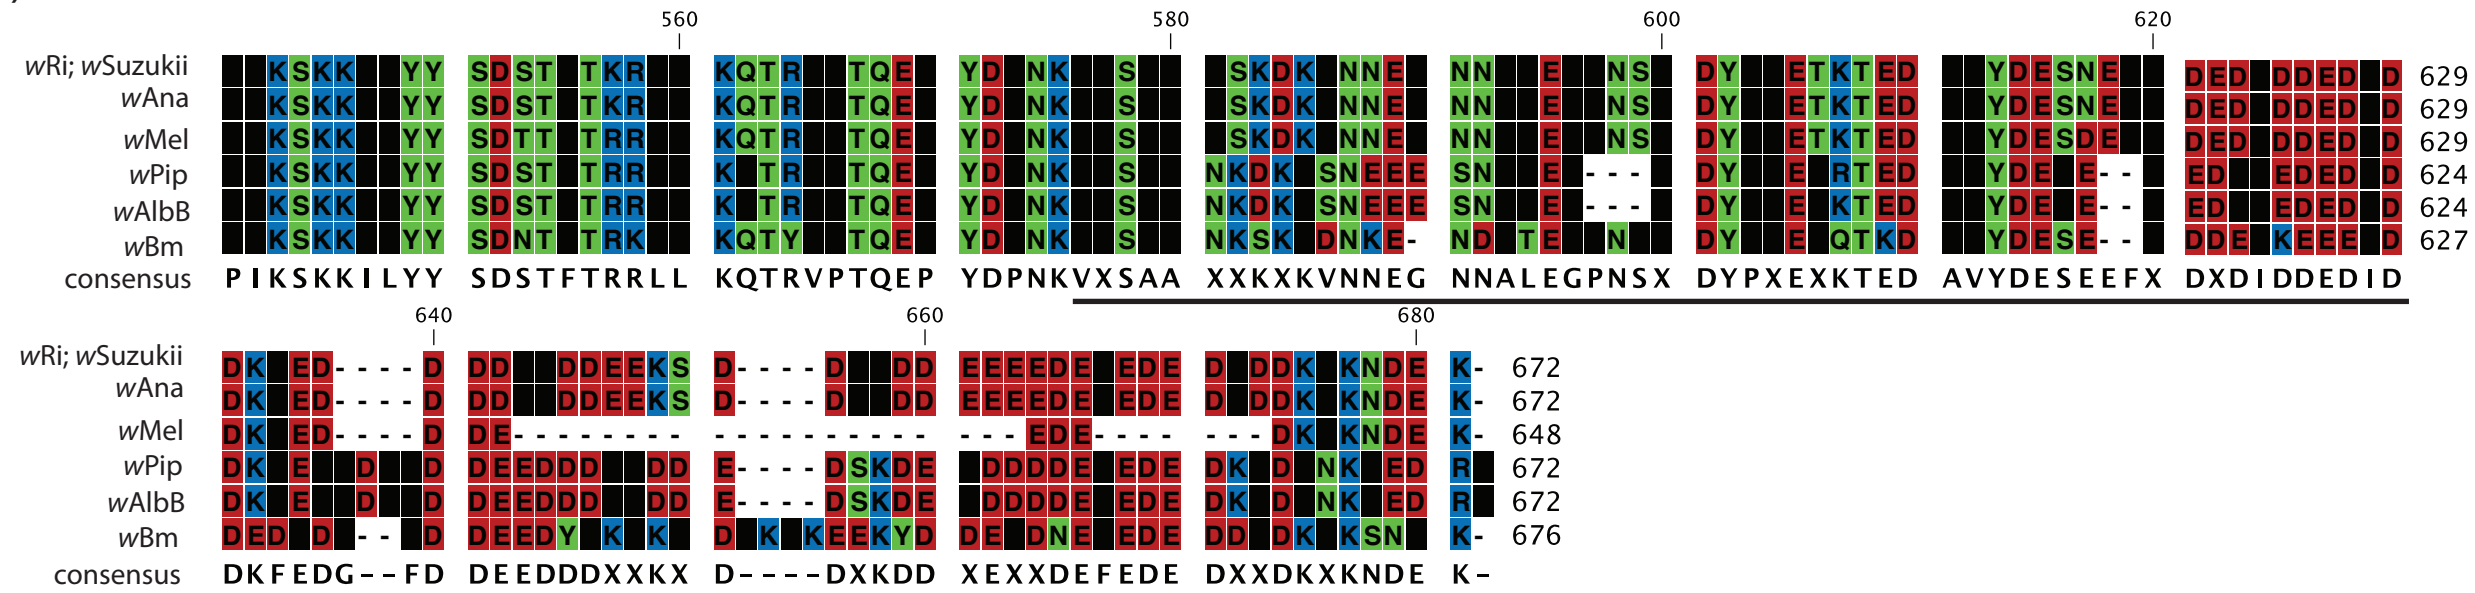 560 580 600 620
wRi; wSuzukii KSKK YY SDST TKR KQTR TQE YD NK S SKDK NNE NN E NS DY ETKTED YDESNE DED DDED D 629
wAna KSKK YY SDST TKR KQTR TQE YD NK S SKDK NNE NN E NS DY ETKTED YDESNE DED DDED D 629
wMel KSKK YY SDTT TRR KQTR TQE YD NK S SKDK NNE NN E NS DY ETKTED YDESDE DED DDED D 629
wPip KSKK YY SDST TRR K TR TQE YD NK S NKDK SNEEE SN E --- DY E RTED YDE E-- ED EDED D 624
wAlbB KSKK YY SDST TRR K TR TQE YD NK S NKDK SNEEE SN E --- DY E KTED YDE E-- ED EDED D 624
wBm KSKK YY SDNT TRK KQTY TQE YD NK S NKSK DNKE- ND TE N DY E QTKD YDESE-- DDE KEEE D 627
consensus PIKSKKILYY SDSTFTRRLL KQTRVPTQEP YDPNKVXSAA XXKXKVNNEG NNALEGPNSX DYPXEXKTED AVYDESEEFX DXDIDDEDID
640 660 680
wRi; wSuzukii DK ED----D DD DDEEKS D----D DD EEEEDE EDE D DDK KNDE K- 672
wAna DK ED----D DD DDEEKS D----D DD EEEEDE EDE D DDK KNDE K- 672
wMel DK ED----D DE-------- ---------- ---EDE---- ---DK KNDE K- 648
wPip DK E D D DEEDDD DD E----DSKDE DDDDE EDE DK D NK ED R 672
wAlbB DK E D D DEEDDD DD E----DSKDE DDDDE EDE DK D NK ED R 672
wBm DED D -- D DEEDY K K D K KEEKYD DE DNE EDE DD DK KSN K- 676
consensus DKFEDG--FD DEEDDDXXKX D----DXKDD XEXXDEFEDE DXXDKXKNDE K-